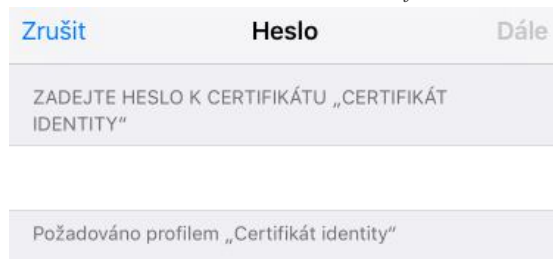 Zrušit Heslo Dále
ZADEJTE HESLO K CERTIFIKÁTU „CERTIFIKÁT
IDENTITY“
Požadováno profilem „Certifikát identity“